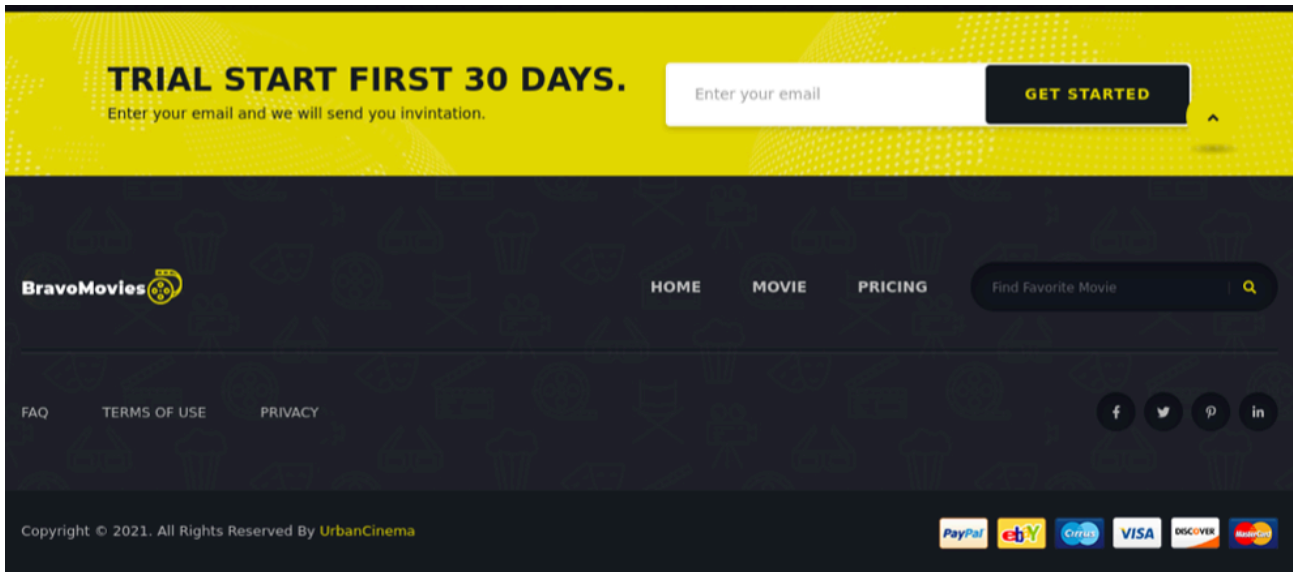 TRIAL START FIRST 30 DAYS.
Enter your email and we will send you invintation.
Enter your email
GET STARTED
BravoMovies
HOME MOVIE PRICING
Find Favorite Movie
FAQ TERMS OF USE PRIVACY
Copyright © 2021. All Rights Reserved By UrbanCinema
PayPal ebY Cirrus VISA DISCOVER MasterCard